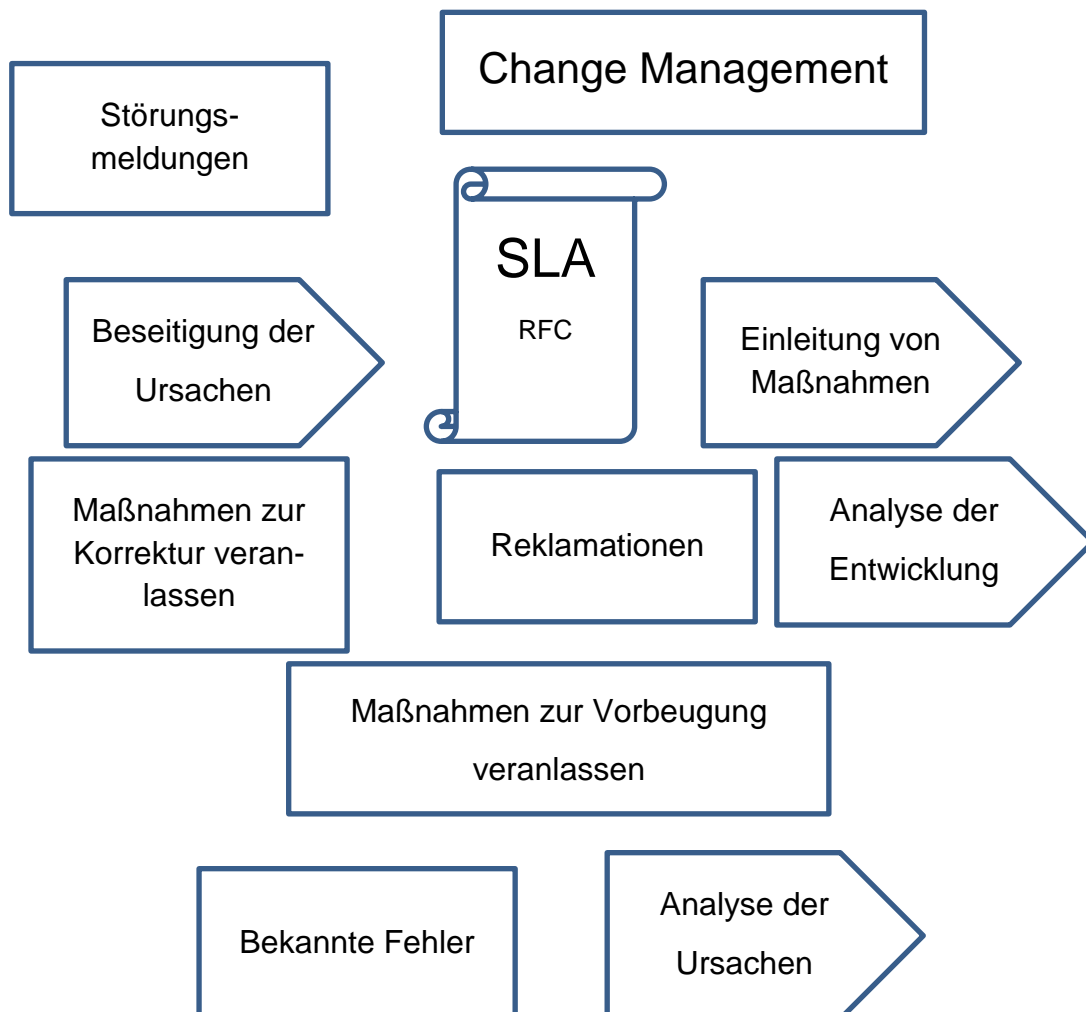 Change Management
Störungs-
meldungen
SLA
RFC
Beseitigung der
Ursachen
Einleitung von
Maßnahmen
Maßnahmen zur
Korrektur veran-
lassen
Reklamationen
Analyse der
Entwicklung
Maßnahmen zur Vorbeugung
veranlassen
Bekannte Fehler
Analyse der
Ursachen